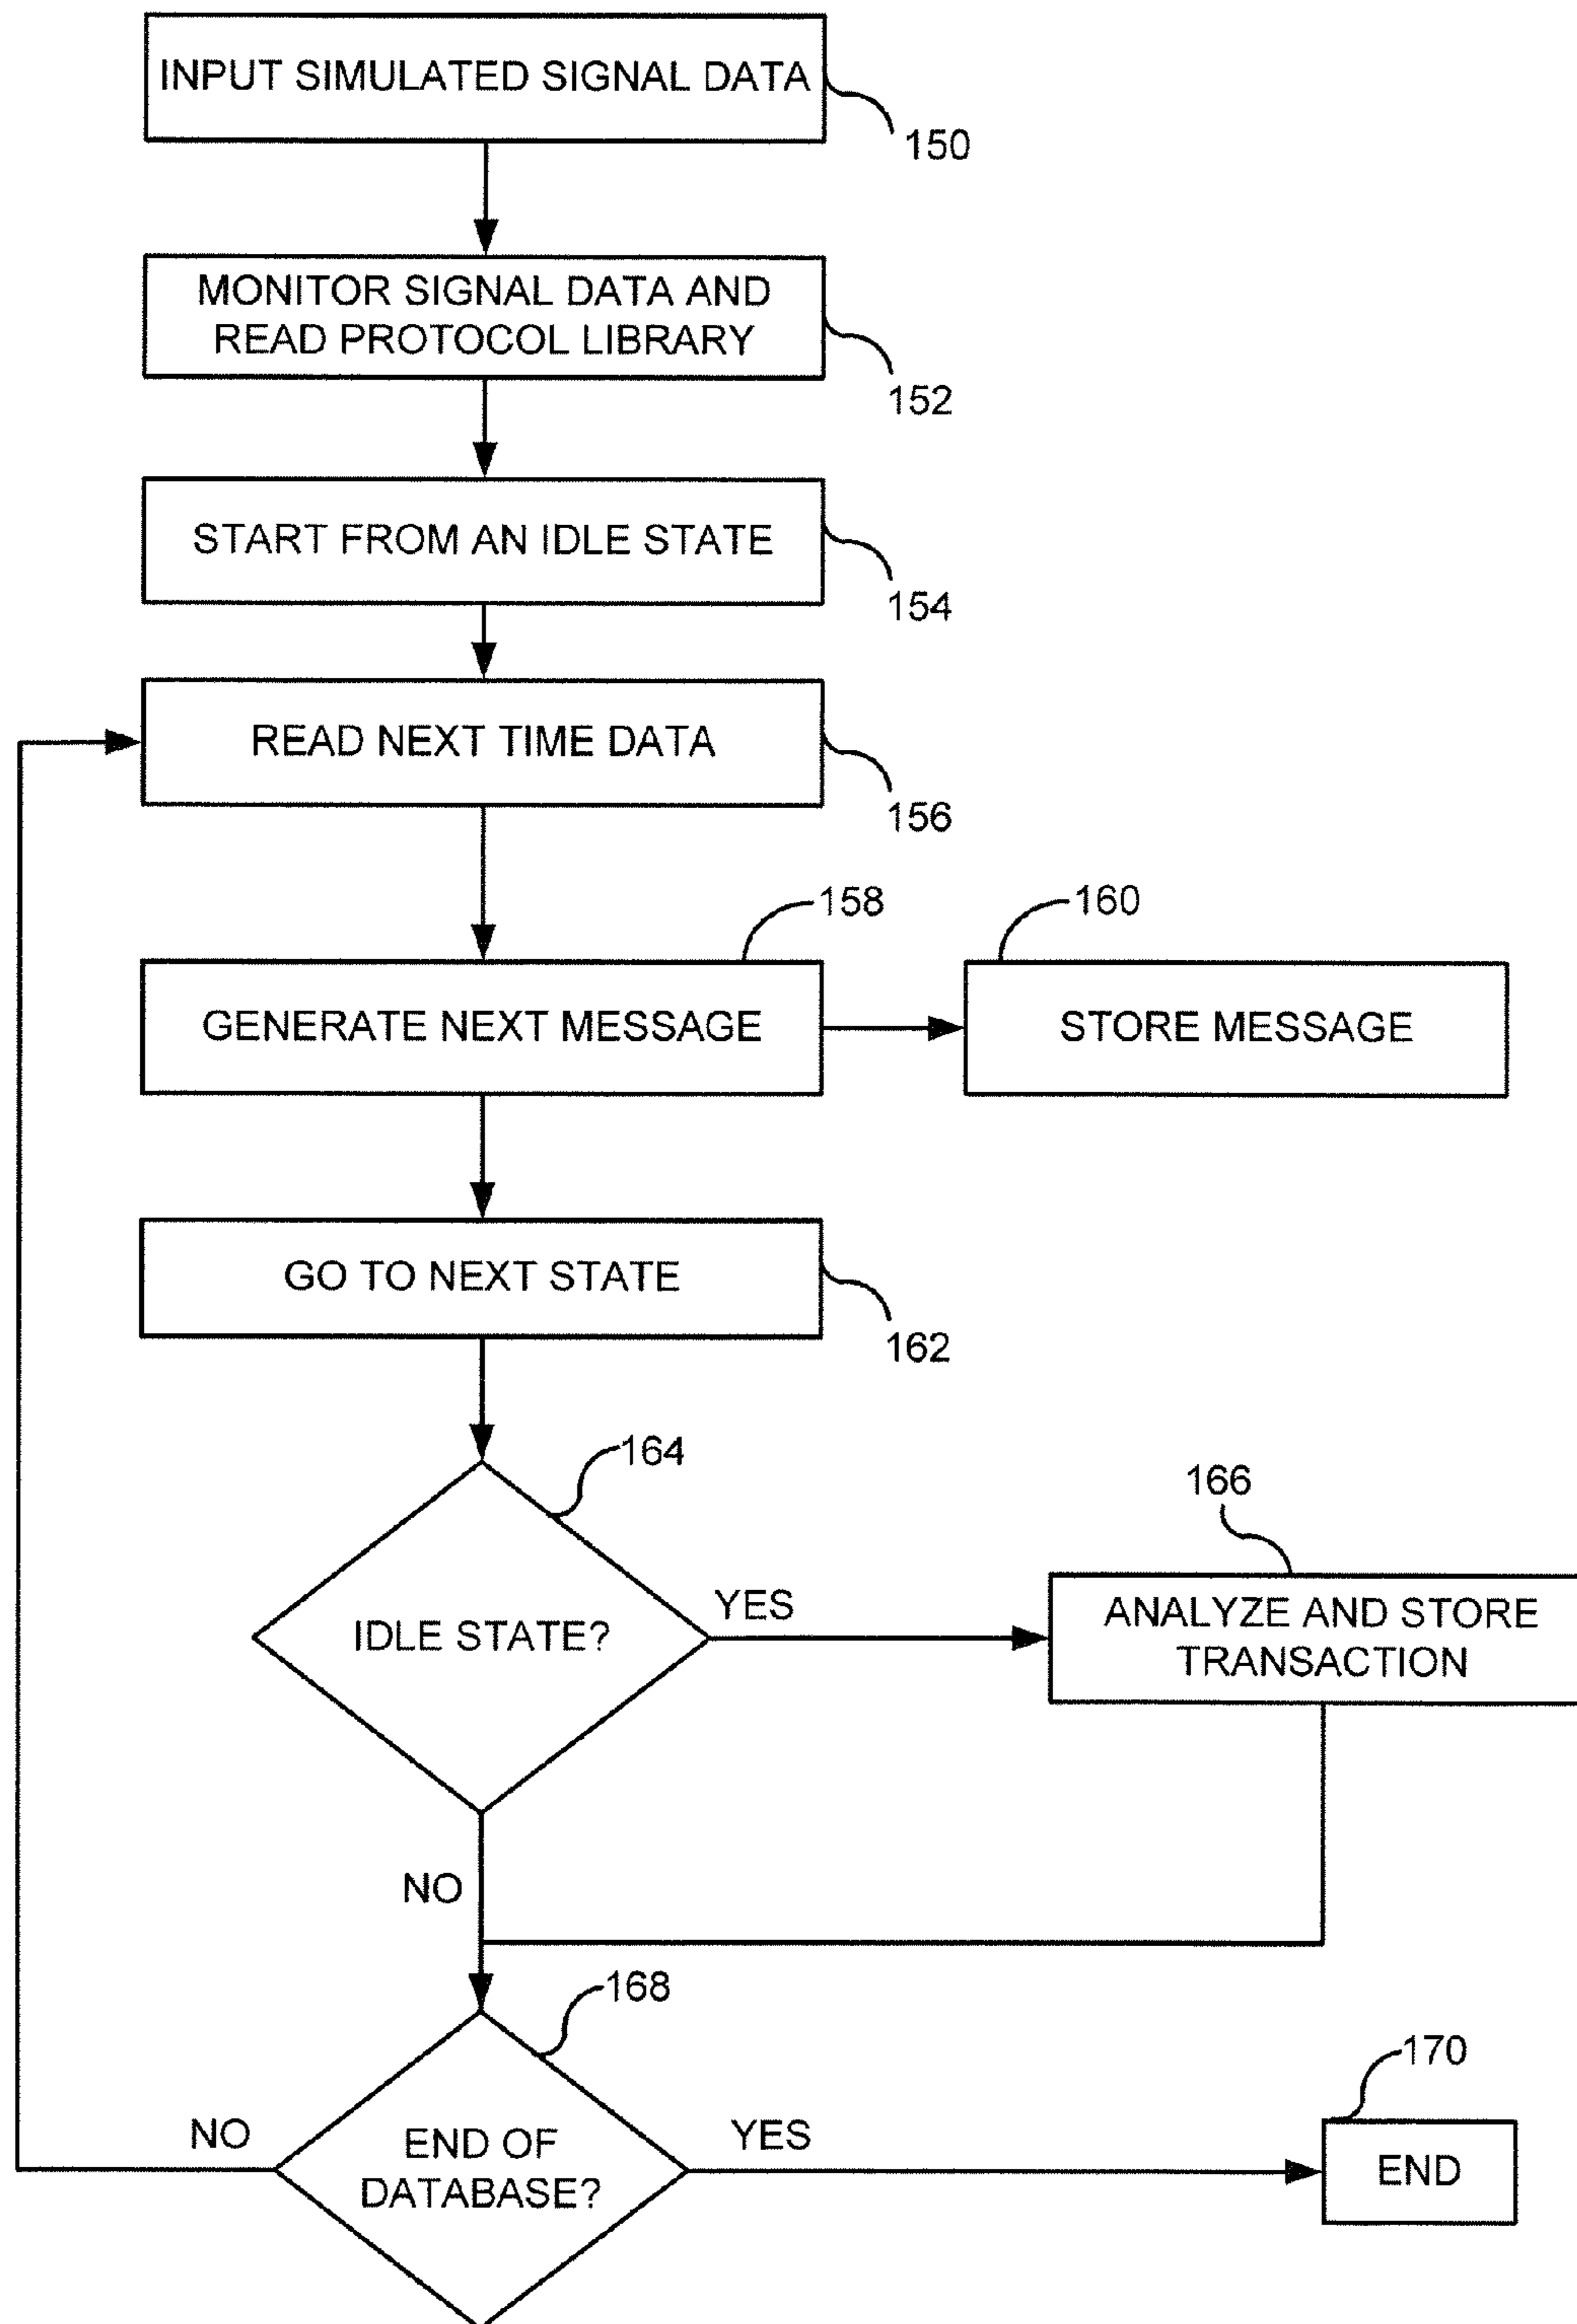 INPUT SIMULATED SIGNAL DATA
150
MONITOR SIGNAL DATA AND
READ PROTOCOL LIBRARY
152
START FROM AN IDLE STATE
154
READ NEXT TIME DATA
156
158
160
GENERATE NEXT MESSAGE
STORE MESSAGE
GO TO NEXT STATE
162
164
166
IDLE STATE?
YES
ANALYZE AND STORE
TRANSACTION
NO
168
170
NO
END OF
DATABASE?
YES
END